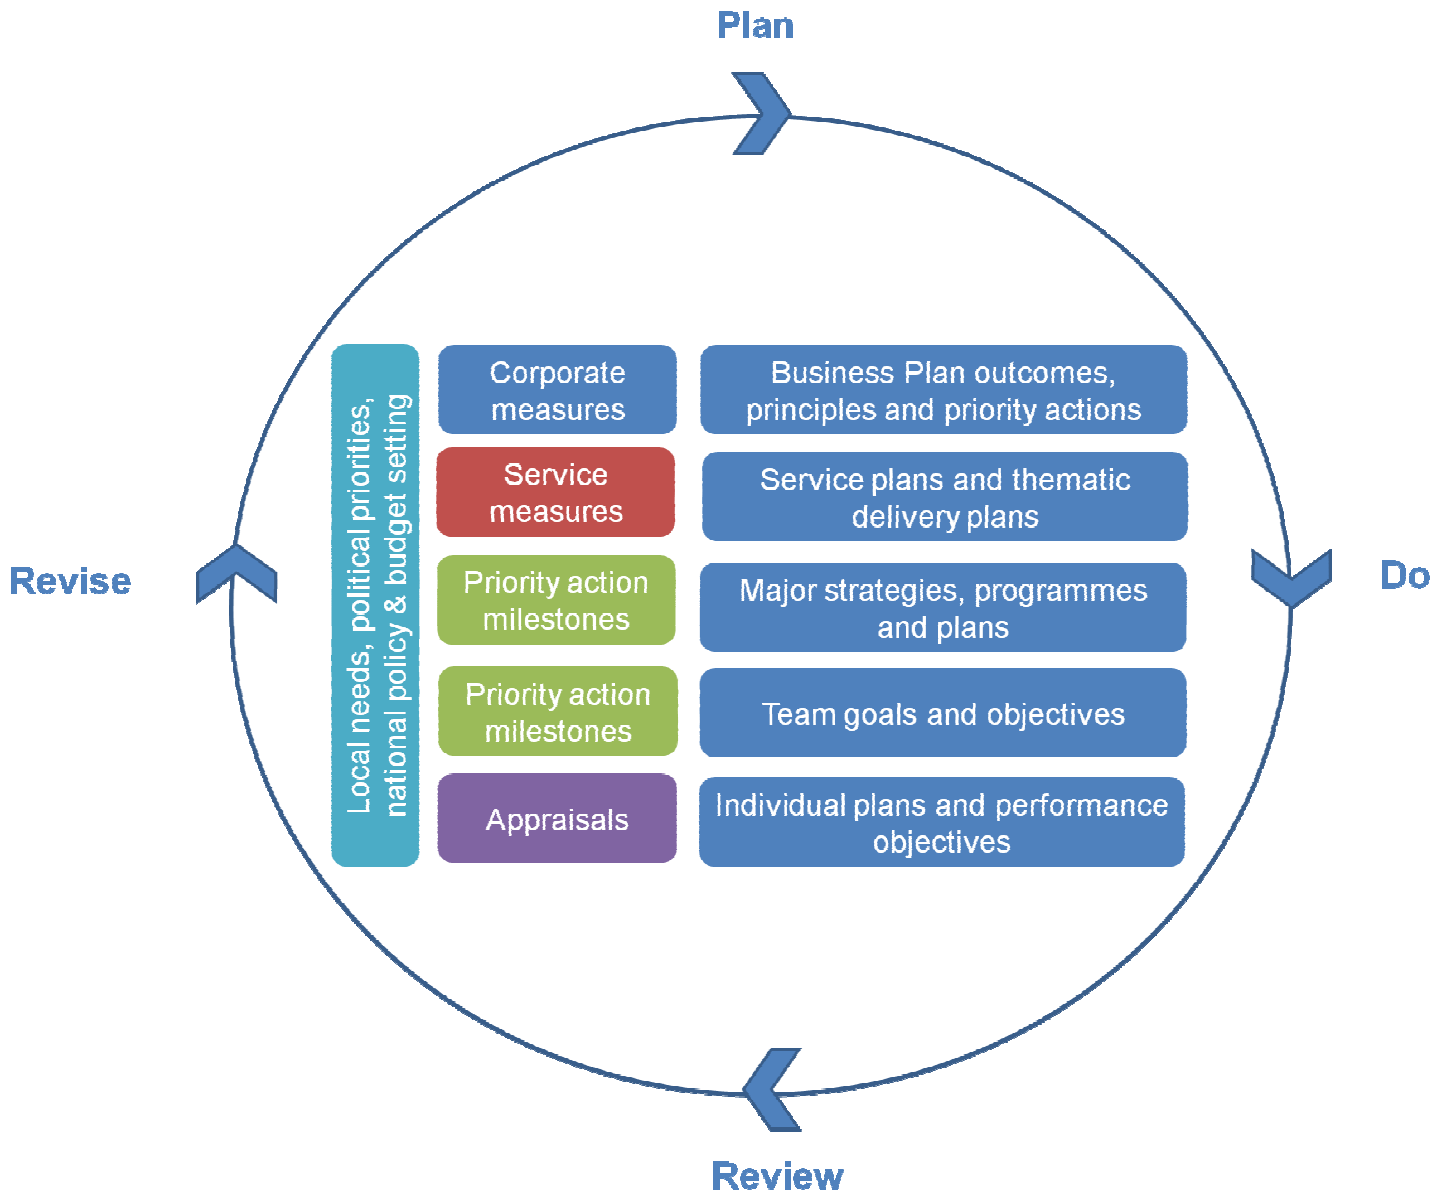 Plan
Corporate
measures
Business Plan outcomes,
principles and priority actions
Service
measures
Service plans and thematic
delivery plans
Local needs, political priorities,
national policy & budget setting
Revise
Priority action
milestones
Major strategies, programmes
and plans
Do
Priority action
milestones
Team goals and objectives
Appraisals
Individual plans and performance
objectives
Review